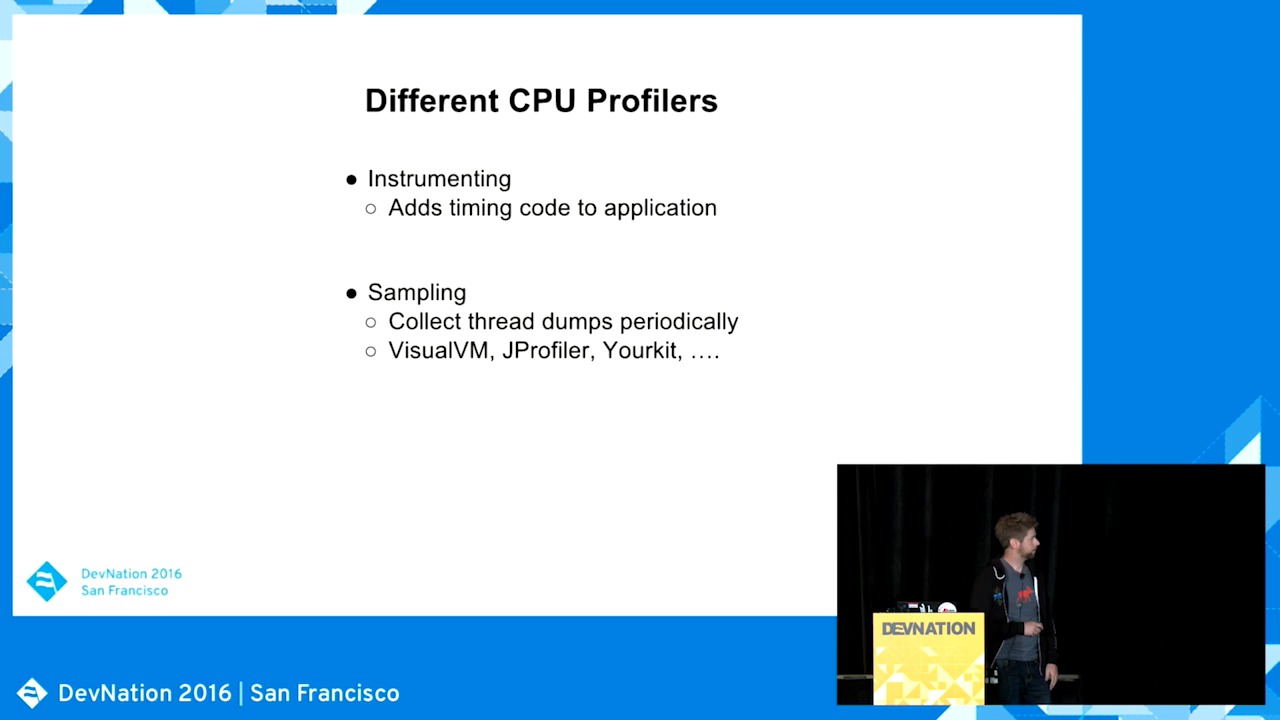 Different CPU Profilers
● Instrumenting
○ Adds timing code to application
● Sampling
○ Collect thread dumps periodically
○ VisualVM, JProfiler, Yourkit, ….
DevNation 2016
San Francisco
DEVNATION
DevNation 2016 | San Francisco